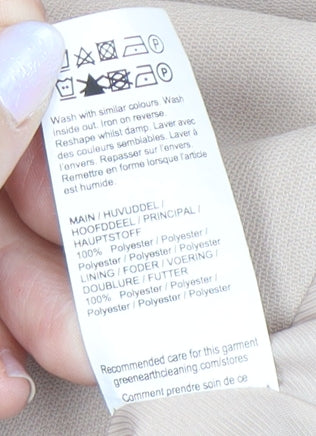 P
P
Wash with similar colours. Wash
inside out. Iron on reverse.
Reshape whilst damp. Laver avec
des couleurs semblables. Laver à
l'envers. Repasser sur l'envers.
Remettre en forme lorsque l'article
est humide.
MAIN / HUVUDDEL /
HOOFDDEEL / PRINCIPAL /
HAUPTSTOFF
100% Polyester / Polyester /
Polyester / Polyester / Polyester
LINING / FODER / VOERING /
DOUBLURE / FUTTER
100% Polyester / Polyester /
Polyester / Polyester / Polyester
Recommended care for this garment
greenearthcleaning.com/stores
Comment prendre soin de ce